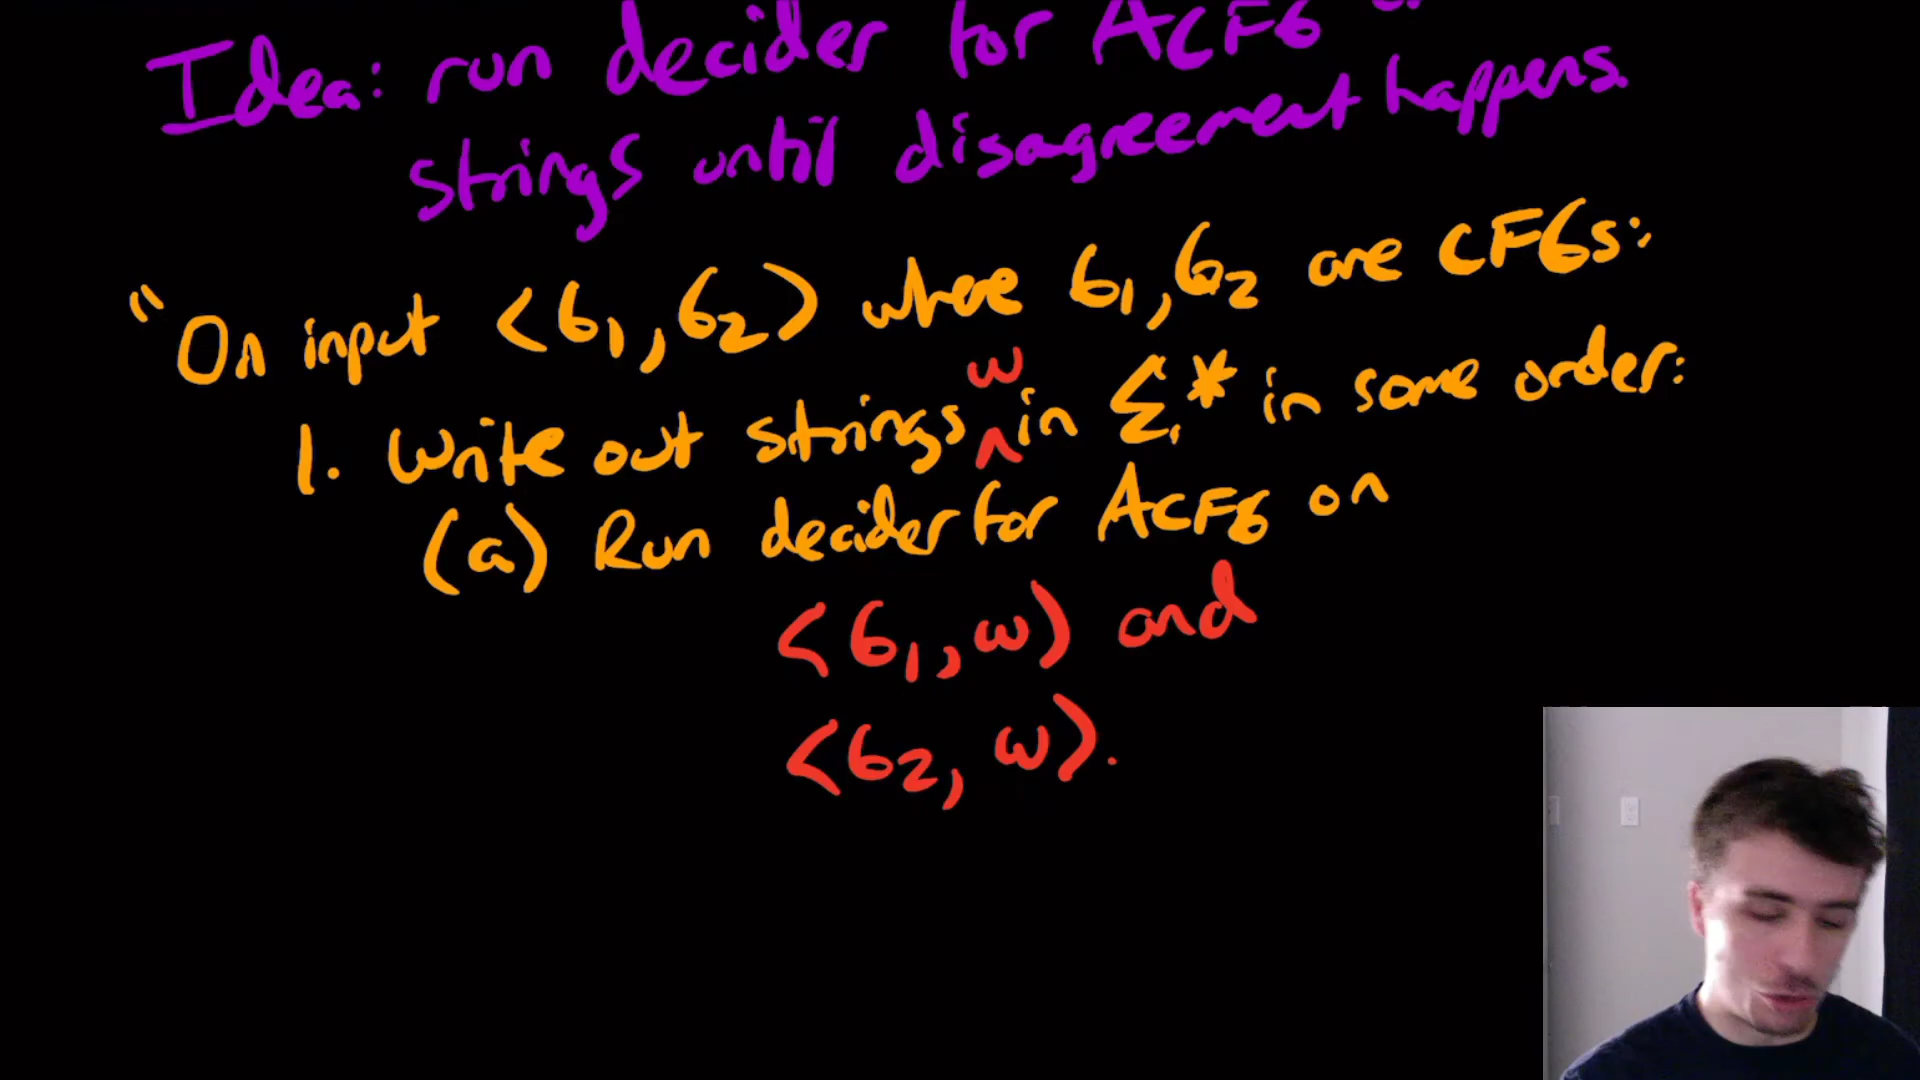 Idea: run decider for ACFG
strings until disagreement happens.
"On input <G1, G2> where G1, G2 are CFGs:
w
1. Write out strings ^ in Σ* in some order:
(a) Run decider for ACFG on
<G1, w> and
<G2, w>.